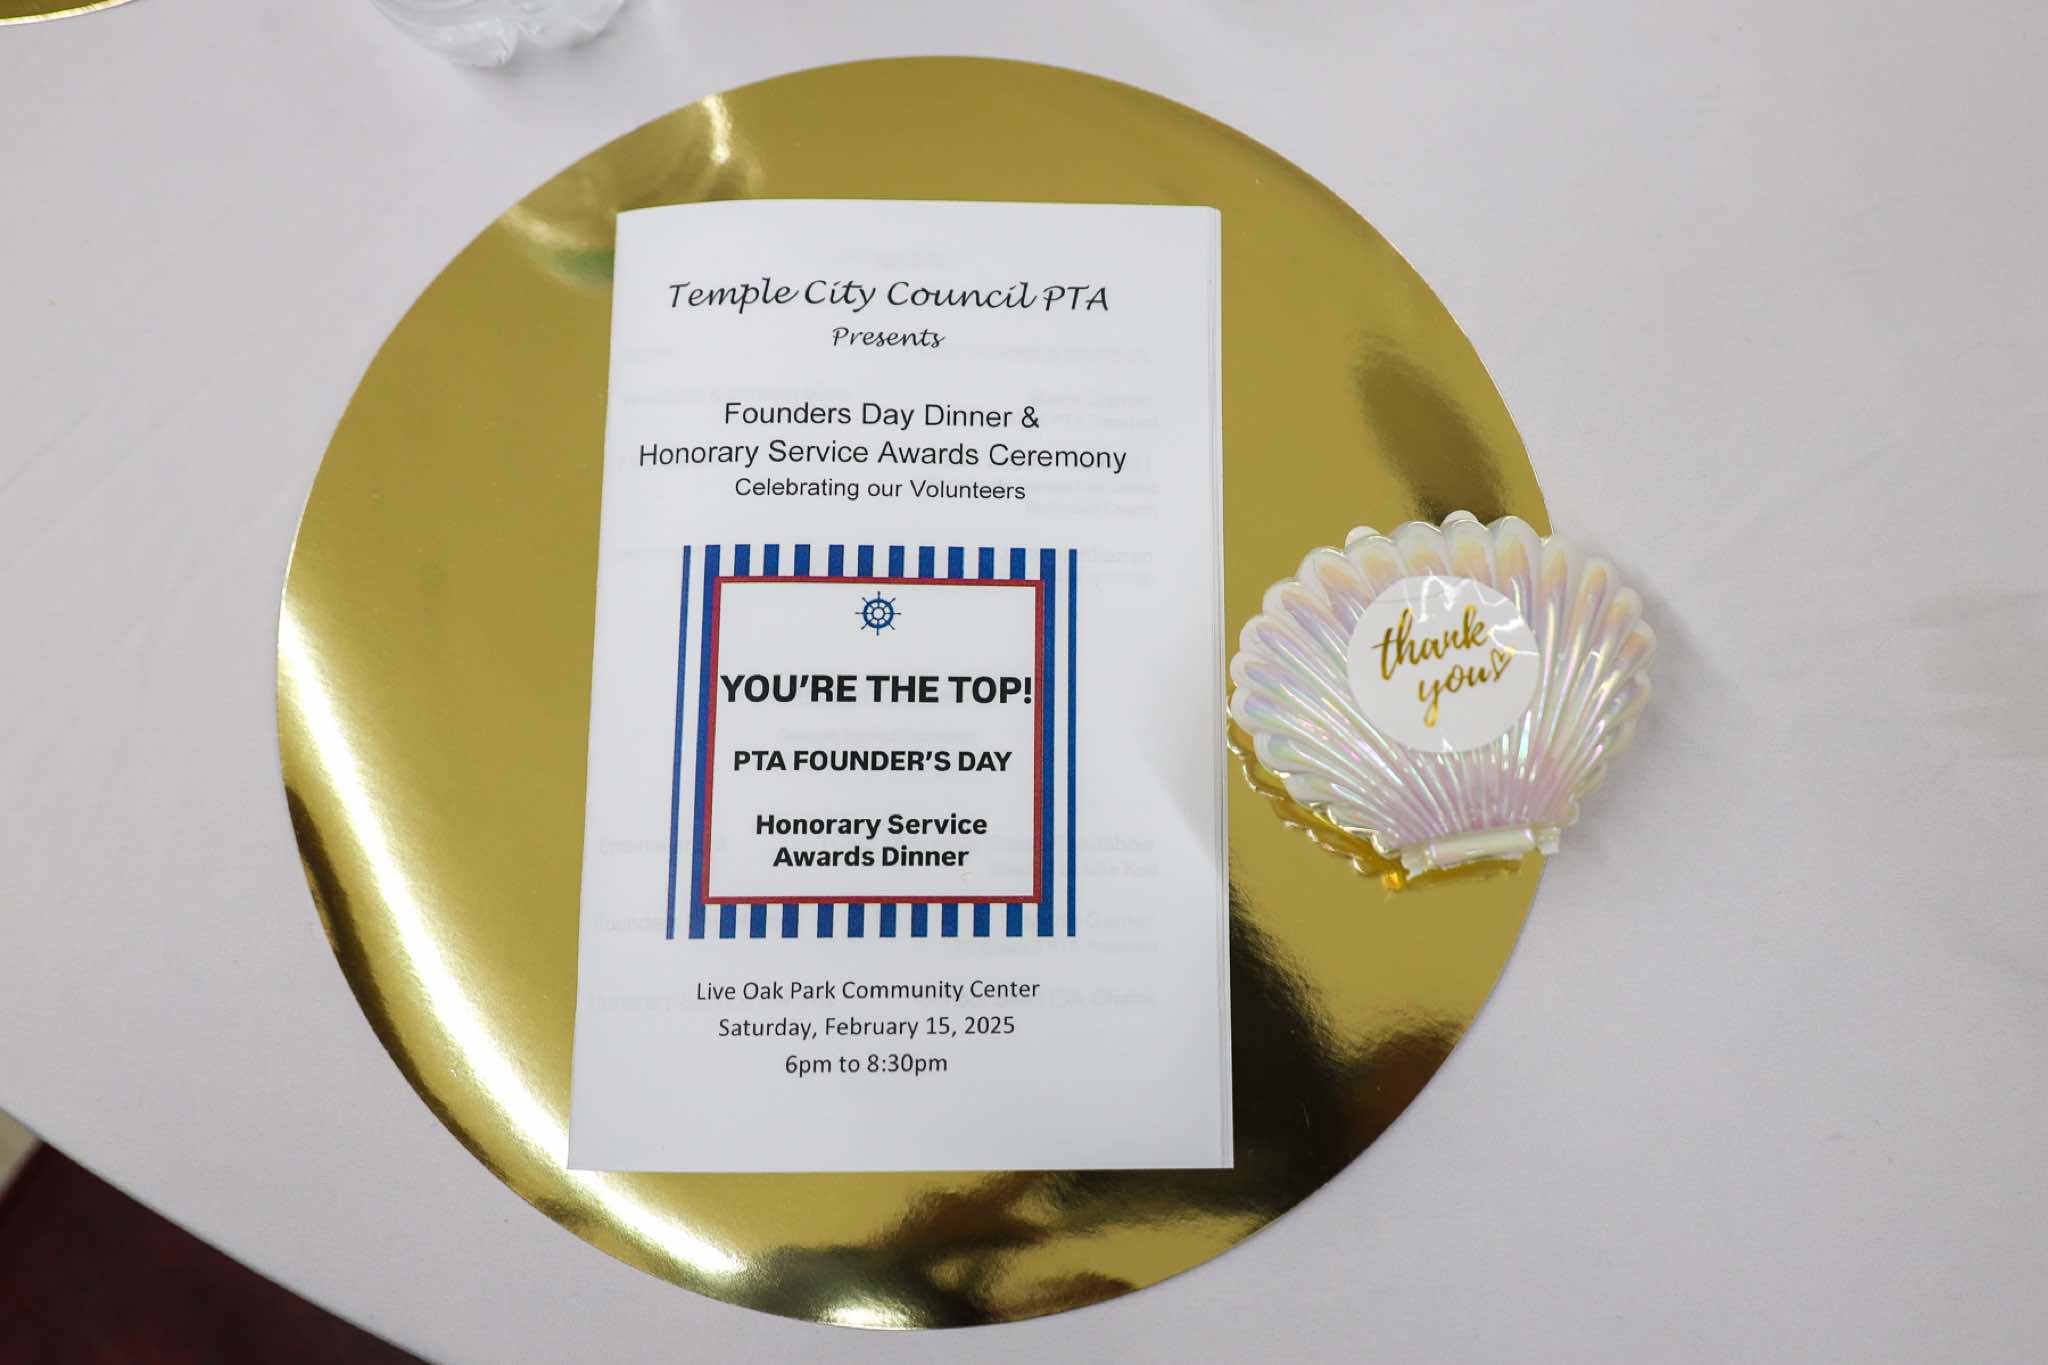 Temple City Council PTA
Presents
Founders Day Dinner &
Honorary Service Awards Ceremony
Celebrating our Volunteers
YOU'RE THE TOP!
PTA FOUNDER'S DAY
Honorary Service
Awards Dinner
Live Oak Park Community Center
Saturday, February 15, 2025
6pm to 8:30pm
thank
you